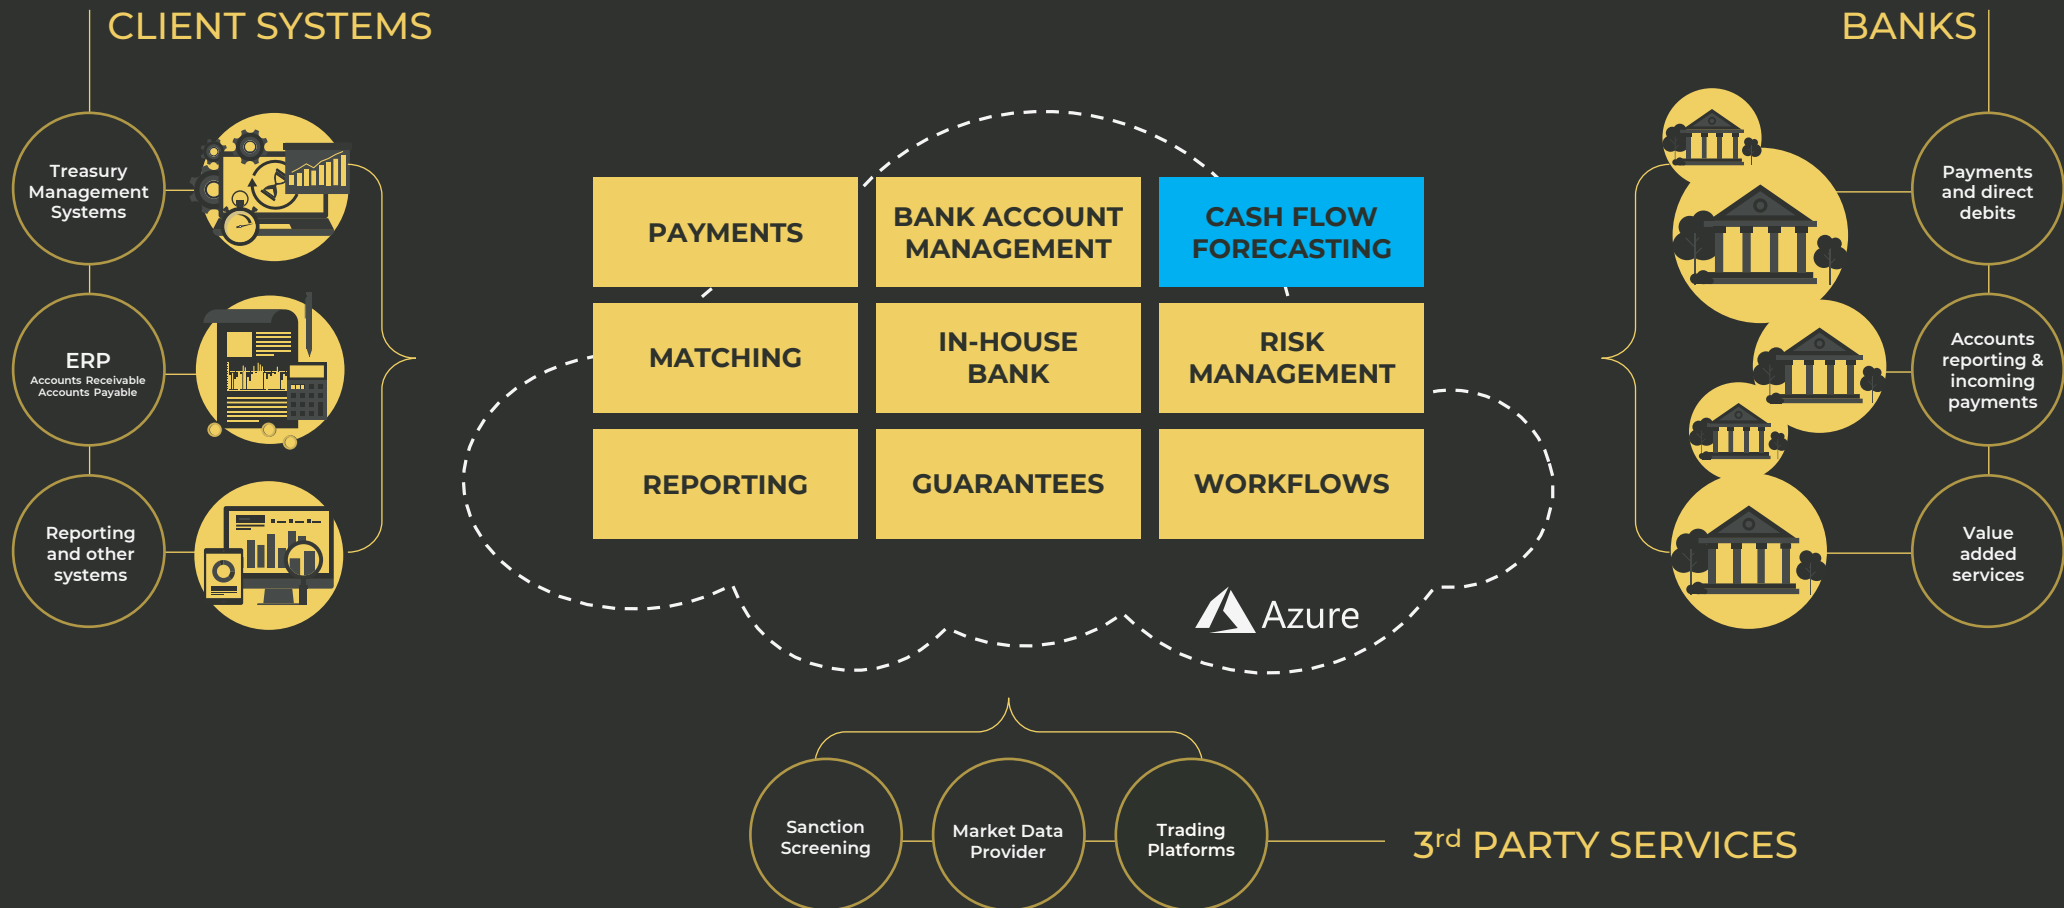 CLIENT SYSTEMS
Treasury
Management
Systems
ERP
Accounts Receivable
Accounts Payable
Reporting
and other
systems
PAYMENTS
BANK ACCOUNT
MANAGEMENT
CASH FLOW
FORECASTING
MATCHING
IN-HOUSE
BANK
RISK
MANAGEMENT
REPORTING
GUARANTEES
WORKFLOWS
Azure
BANKS
Payments
and direct
debits
Accounts
reporting &
incoming
payments
Value
added
services
Sanction
Screening
Market Data
Provider
Trading
Platforms
3rd PARTY SERVICES